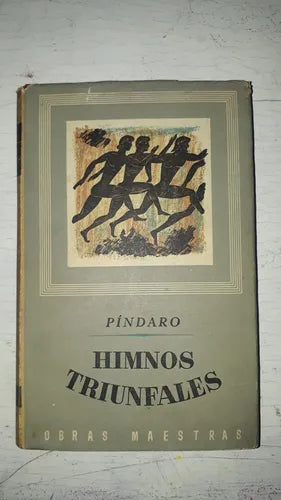 PÍNDARO
HIMNOS
TRIUNFALES
OBRAS MAESTRAS